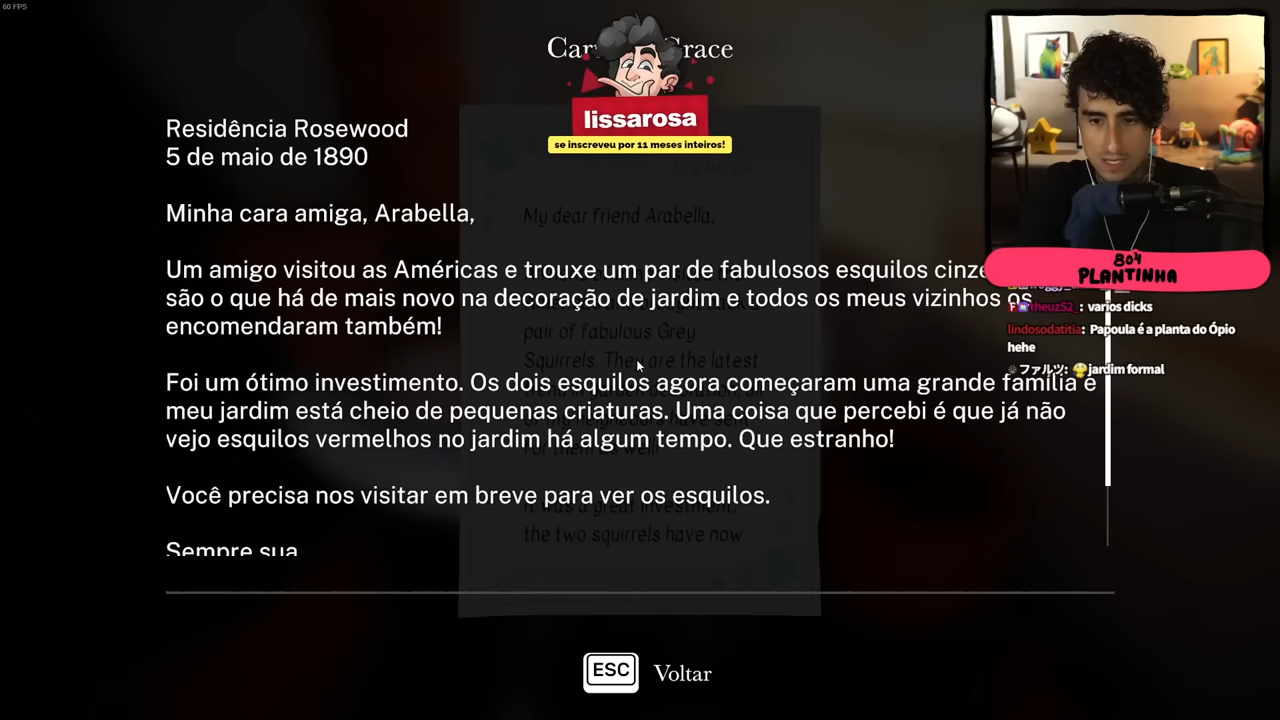 60 FPS
lissarosa
se inscreveu por 11 meses inteiros!
Residência Rosewood
5 de maio de 1890
Minha cara amiga, Arabella,
Um amigo visitou as Américas e trouxe um par de fabulosos esquilos
são o que há de mais novo na decoração de jardim e todos os meus vizinhos os
encomendaram também!
Foi um ótimo investimento. Os dois esquilos agora começaram uma grande família e
meu jardim está cheio de pequenas criaturas. Uma coisa que percebi é que já não
vejo esquilos vermelhos no jardim há algum tempo. Que estranho!
Você precisa nos visitar em breve para ver os esquilos.
Sempre sua
My dear friend Arabella,
pair of fabulous Grey
Squirrels. They are the latest
for them as well!
It was a great investment,
the two squirrels have now
ESC Voltar
804
PLANTINHA
theuzS2_: varios dicks
lindosodatitia: Papoula é a planta do Ópio
hehe
ファルツ: jardim formal